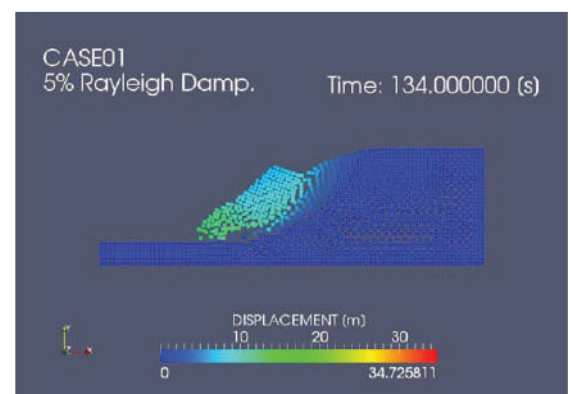 CASE01
5% Rayleigh Damp.
Time: 134.000000 (s)
DISPLACEMENT (m)
10 20 30
0 34.725811